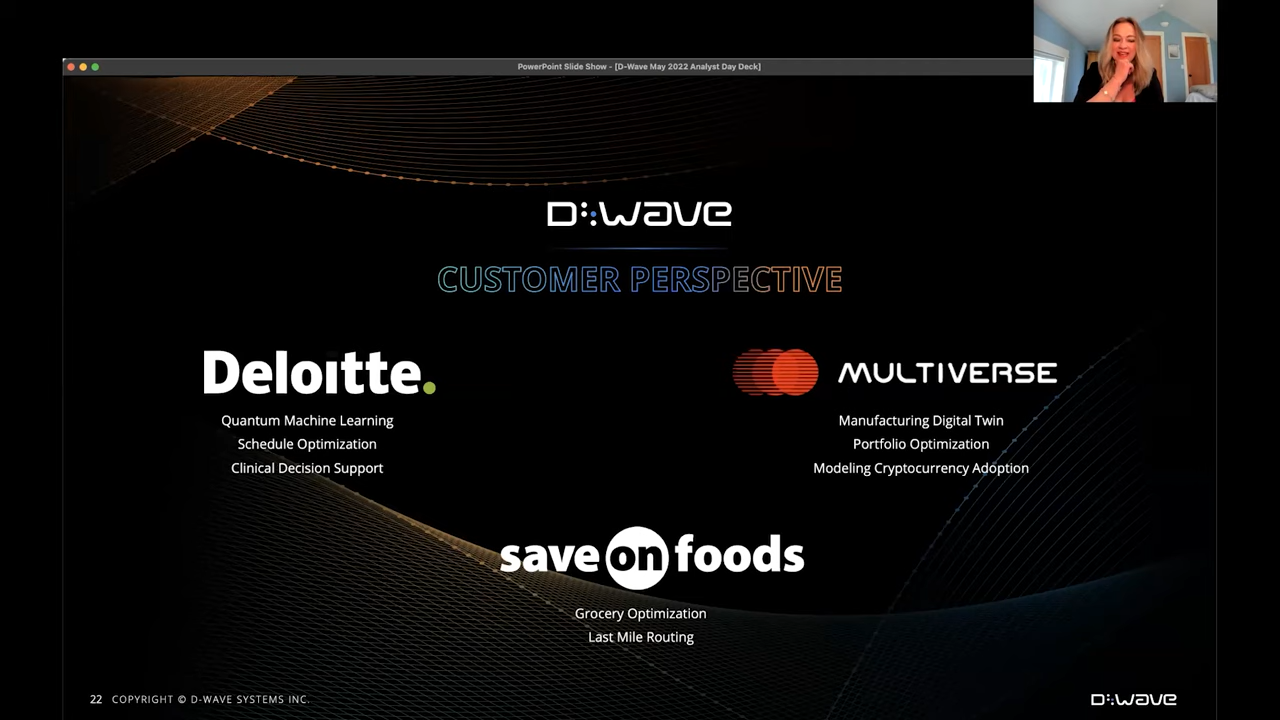 PowerPoint Slide Show - [D-Wave May 2022 Analyst Day Deck]
D:wave
CUSTOMER PERSPECTIVE
Deloitte.
Quantum Machine Learning
Schedule Optimization
Clinical Decision Support
MULTIVERSE
Manufacturing Digital Twin
Portfolio Optimization
Modeling Cryptocurrency Adoption
save on foods
Grocery Optimization
Last Mile Routing
22 COPYRIGHT © D-WAVE SYSTEMS INC.
D:wave